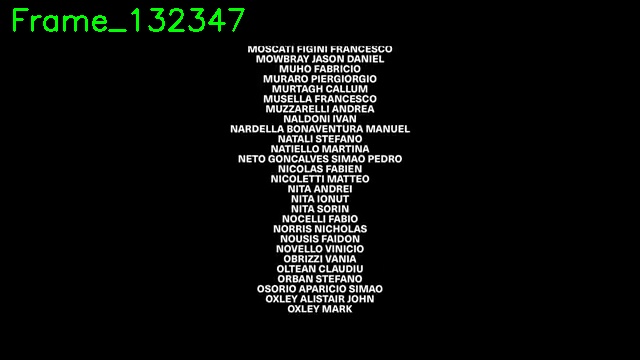 Frame_132347
MOSCATI FIGINI FRANCESCO
MOWBRAY JASON DANIEL
MUHO FABRICIO
MURARO PIERGIORGIO
MURTAGH CALLUM
MUSELLA FRANCESCO
MUZZARELLI ANDREA
NALDONI IVAN
NARDELLA BONAVENTURA MANUEL
NATALI STEFANO
NATIELLO MARTINA
NETO GONCALVES SIMAO PEDRO
NICOLAS FABIEN
NICOLETTI MATTEO
NITA ANDREI
NITA IONUT
NITA SORIN
NOCELLI FABIO
NORRIS NICHOLAS
NOUSIS FAIDON
NOVELLO VINICIO
OBRIZZI VANIA
OLTEAN CLAUDIU
ORBAN STEFANO
OSORIO APARICIO SIMAO
OXLEY ALISTAIR JOHN
OXLEY MARK